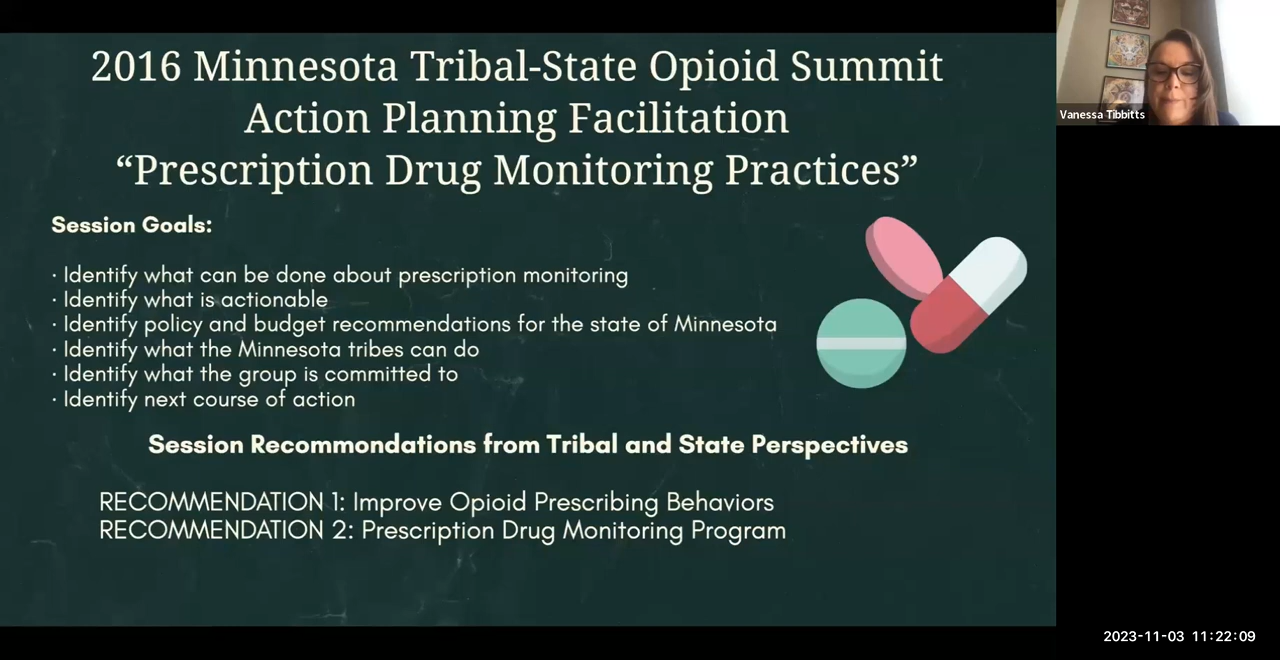 2016 Minnesota Tribal-State Opioid Summit
Action Planning Facilitation
“Prescription Drug Monitoring Practices”
Session Goals:
· Identify what can be done about prescription monitoring
· Identify what is actionable
· Identify policy and budget recommendations for the state of Minnesota
· Identify what the Minnesota tribes can do
· Identify what the group is committed to
· Identify next course of action
Session Recommondations from Tribal and State Perspectives
RECOMMENDATION 1: Improve Opioid Prescribing Behaviors
RECOMMENDATION 2: Prescription Drug Monitoring Program
Vanessa Tibbitts
2023-11-03 11:22:09